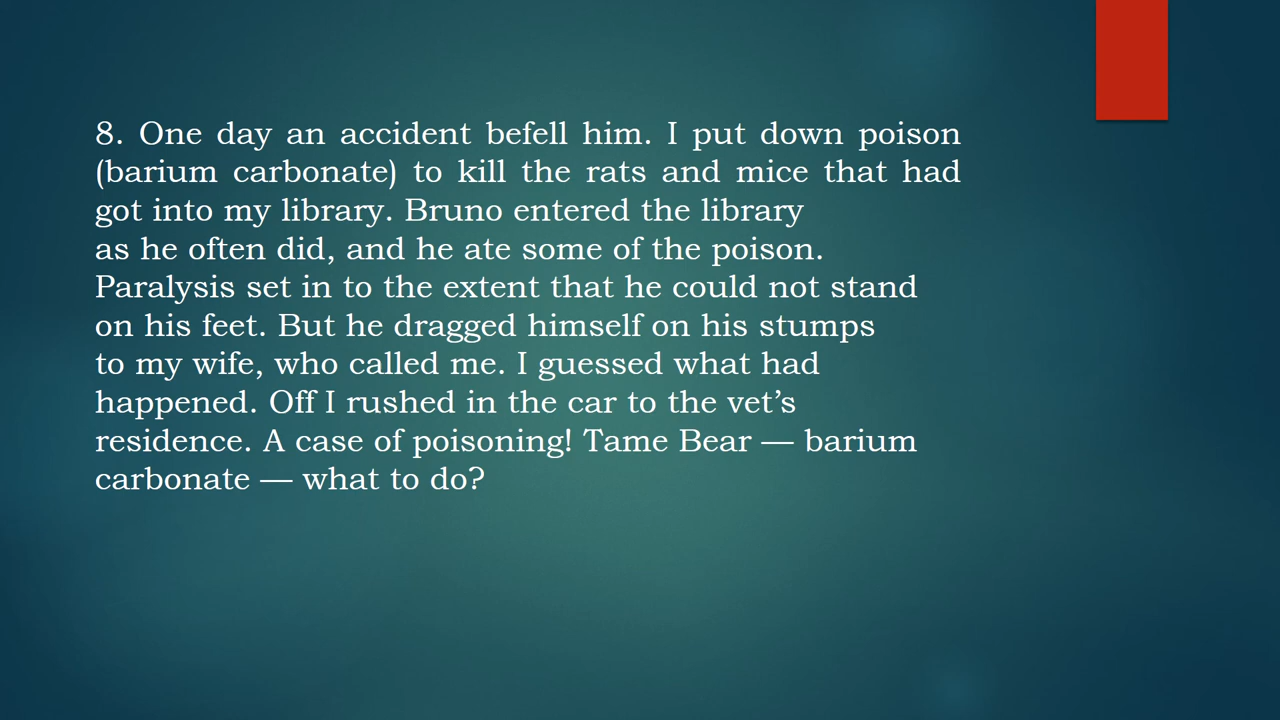 8. One day an accident befell him. I put down poison
(barium carbonate) to kill the rats and mice that had
got into my library. Bruno entered the library
as he often did, and he ate some of the poison.
Paralysis set in to the extent that he could not stand
on his feet. But he dragged himself on his stumps
to my wife, who called me. I guessed what had
happened. Off I rushed in the car to the vet’s
residence. A case of poisoning! Tame Bear — barium
carbonate — what to do?